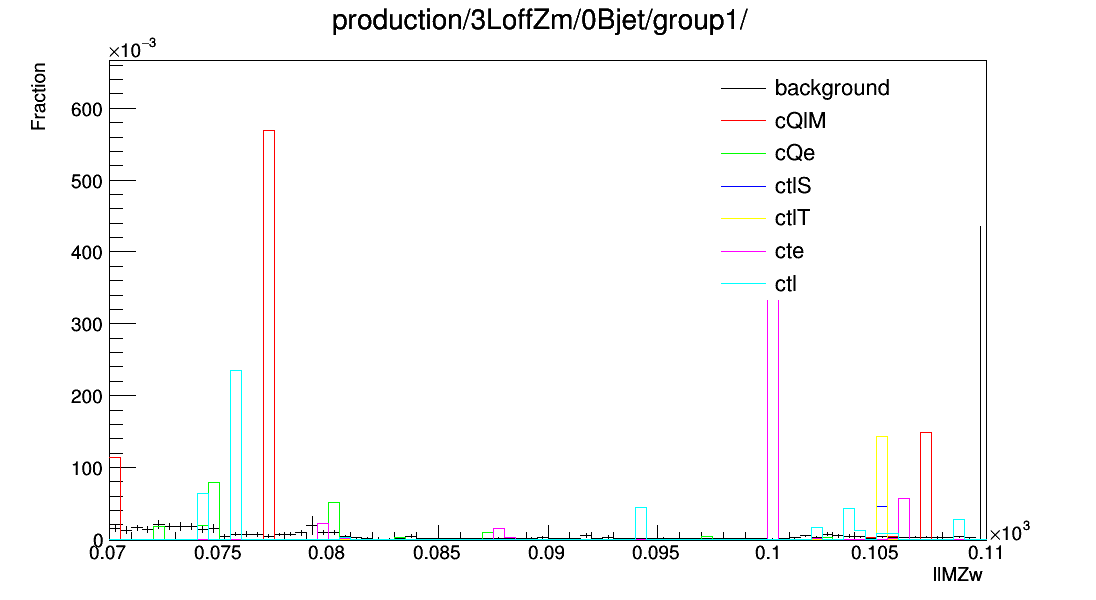 production/3LoffZm/0Bjet/group1/
×10⁻³
Fraction
600
500
400
300
200
100
0
background
cQlM
cQe
ctlS
ctlT
cte
ctl
0.07 0.075 0.08 0.085 0.09 0.095 0.1 0.105 0.11
×10³
llMZw